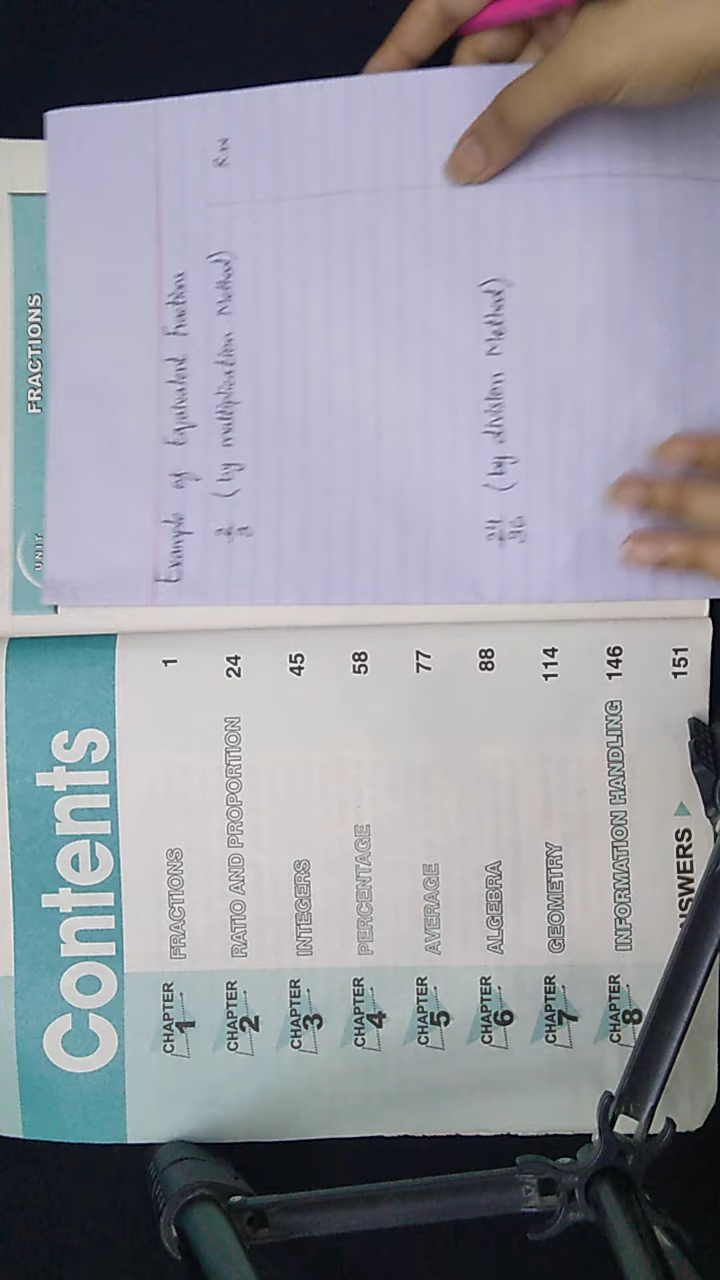 Contents
CHAPTER 1 FRACTIONS 1
CHAPTER 2 RATIO AND PROPORTION 24
CHAPTER 3 INTEGERS 45
CHAPTER 4 PERCENTAGE 58
CHAPTER 5 AVERAGE 77
CHAPTER 6 ALGEBRA 88
CHAPTER 7 GEOMETRY 114
CHAPTER 8 INFORMATION HANDLING 146
NSWERS 151
UNIT FRACTIONS
Example of Equivalent Fractions
(by multiplication Method) R.W
(by division Method)